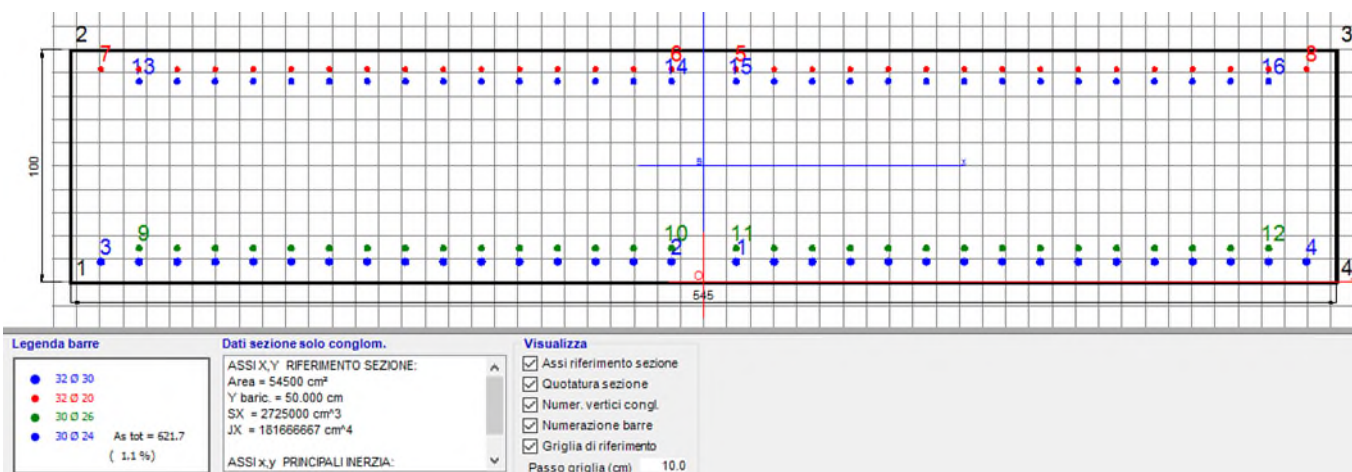 2
3
7
6
5
8
13
14
15
16
100
B
x
3
9
10
11
12
2
1
4
1
O
4
545
Legenda barre
32 Ø 30
32 Ø 20
30 Ø 26
30 Ø 24 As tot = 621.7
( 1.1 %)
Dati sezione solo conglom.
ASSI X,Y RIFERIMENTO SEZIONE:
Area = 54500 cm²
Y baric. = 50.000 cm
SX = 2725000 cm^3
JX = 181666667 cm^4
ASSI x,y PRINCIPALI INERZIA:
Visualizza
Assi riferimento sezione
Quotatura sezione
Numer. vertici congl.
Numerazione barre
Griglia di riferimento
Passo griglia (cm) 10.0